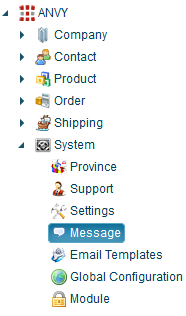 ANVY
Company
Contact
Product
Order
Shipping
System
Province
Support
Settings
Message
Email Templates
Global Configuration
Module